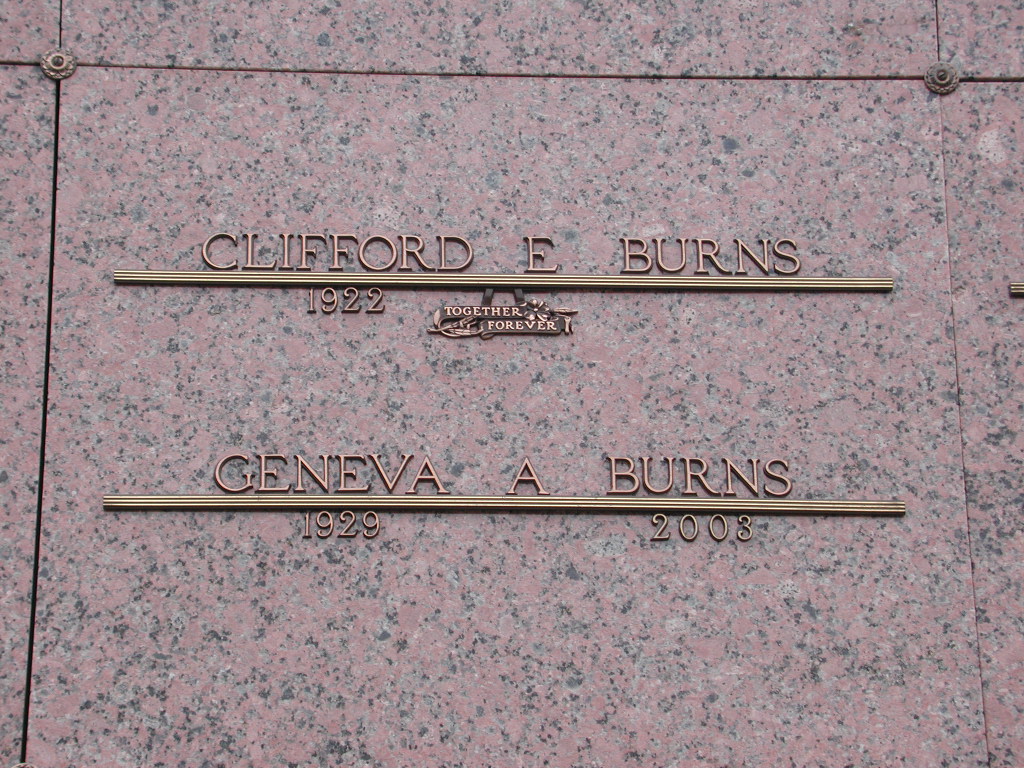 CLIFFORD E BURNS
1922
TOGETHER
FOREVER
GENEVA A BURNS
1929 2003